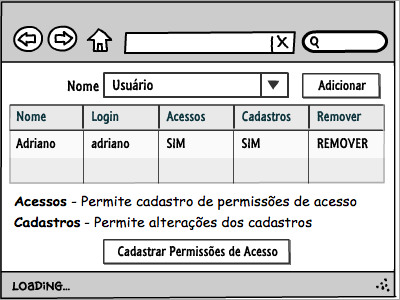 Nome Usuário Adicionar
Nome Login Acessos Cadastros Remover
Adriano adriano SIM SIM REMOVER
Acessos - Permite cadastro de permissões de acesso
Cadastros - Permite alterações dos cadastros
Cadastrar Permissões de Acesso
LOADING...